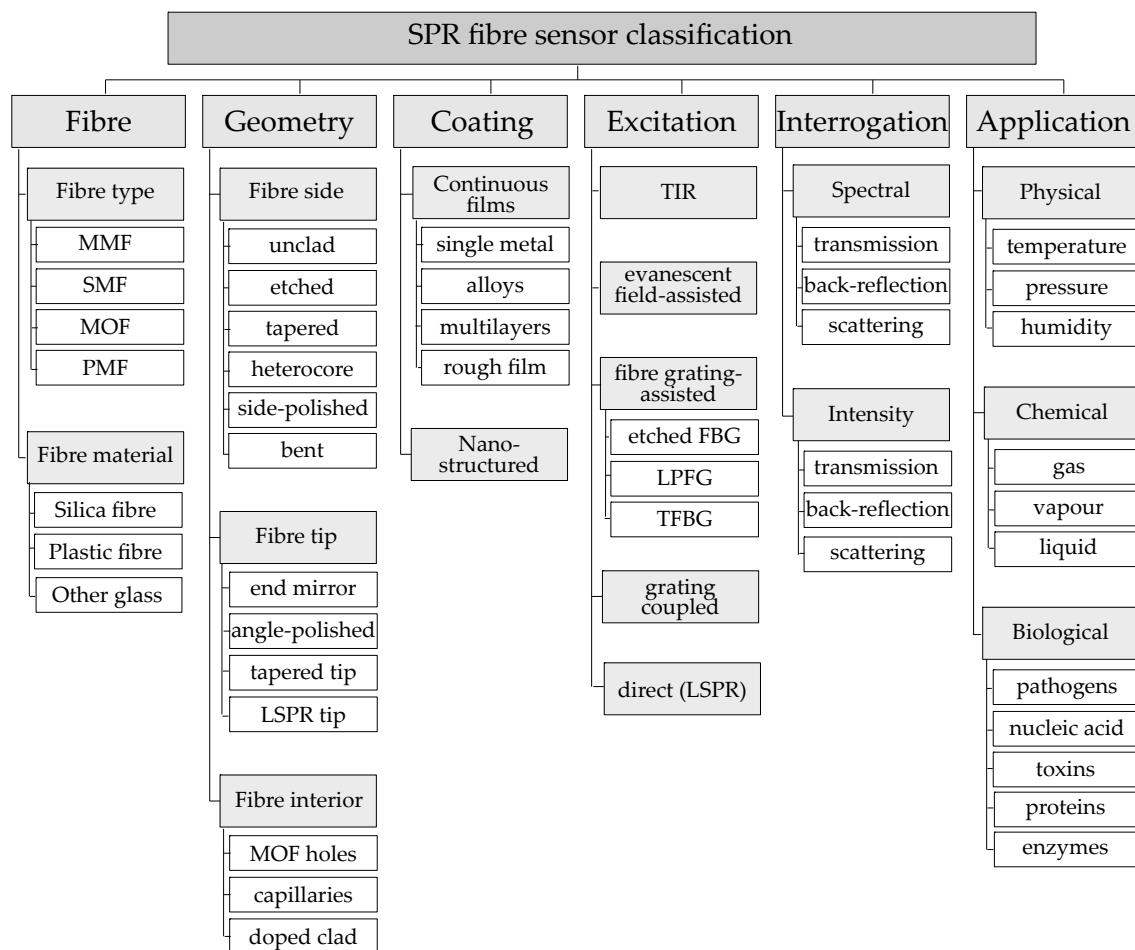 SPR fibre sensor classification
Fibre
Fibre type
MMF
SMF
MOF
PMF
Fibre material
Silica fibre
Plastic fibre
Other glass
Geometry
Fibre side
unclad
etched
tapered
heterocore
side-polished
bent
Fibre tip
end mirror
angle-polished
tapered tip
LSPR tip
Fibre interior
MOF holes
capillaries
doped clad
Coating
Continuous
films
single metal
alloys
multilayers
rough film
Nano-
structured
Excitation
TIR
evanescent
field-assisted
fibre grating-
assisted
etched FBG
LPFG
TFBG
grating
coupled
direct (LSPR)
Interrogation
Spectral
transmission
back-reflection
scattering
Intensity
transmission
back-reflection
scattering
Application
Physical
temperature
pressure
humidity
Chemical
gas
vapour
liquid
Biological
pathogens
nucleic acid
toxins
proteins
enzymes